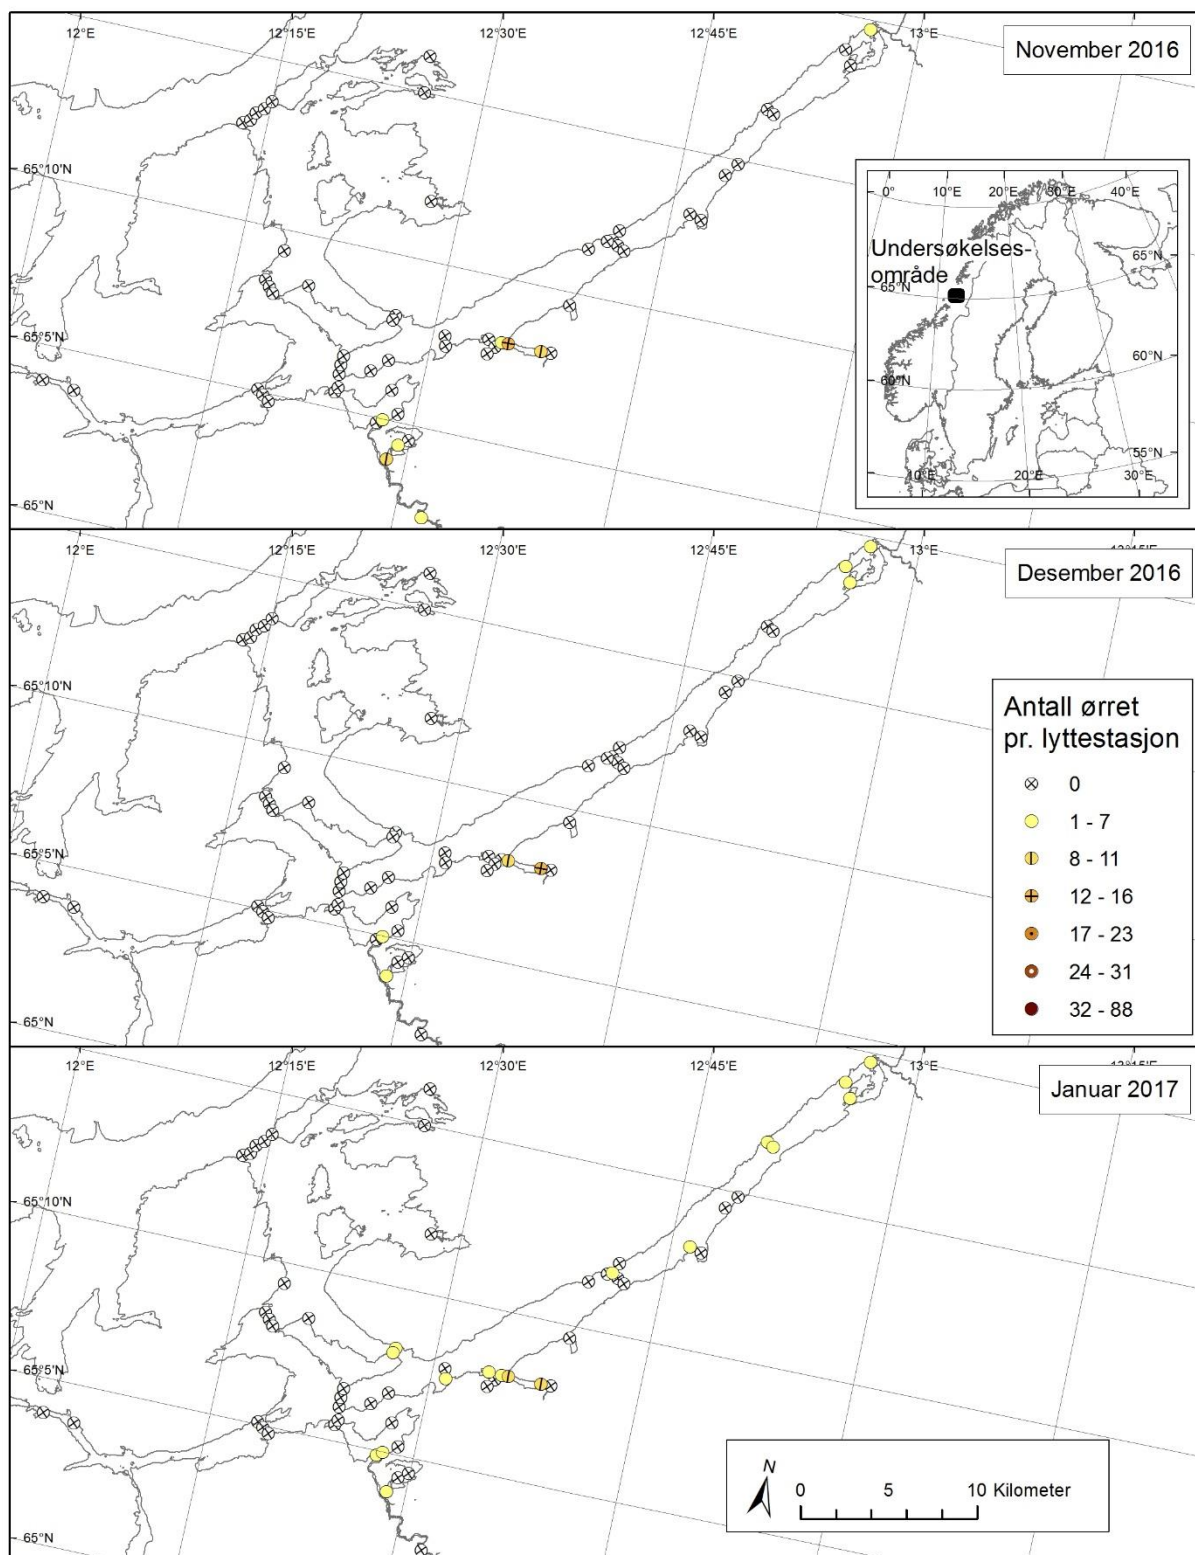 12°E
12°15'E
12°30'E
12°45'E
13°E
November 2016
65°10'N
65°5'N
65°N
0°
10°E
20°E
30°E
40°E
Undersøkelses-
område
65°N
65°N
60°N
60°N
55°N
10°E
20°E
30°E
12°E
12°15'E
12°30'E
12°45'E
13°E
Desember 2016
65°10'N
65°5'N
65°N
Antall ørret
pr. lyttestasjon
0
1 - 7
8 - 11
12 - 16
17 - 23
24 - 31
32 - 88
12°E
12°15'E
12°30'E
12°45'E
13°E
Januar 2017
65°10'N
65°5'N
65°N
N
0 5 10 Kilometer